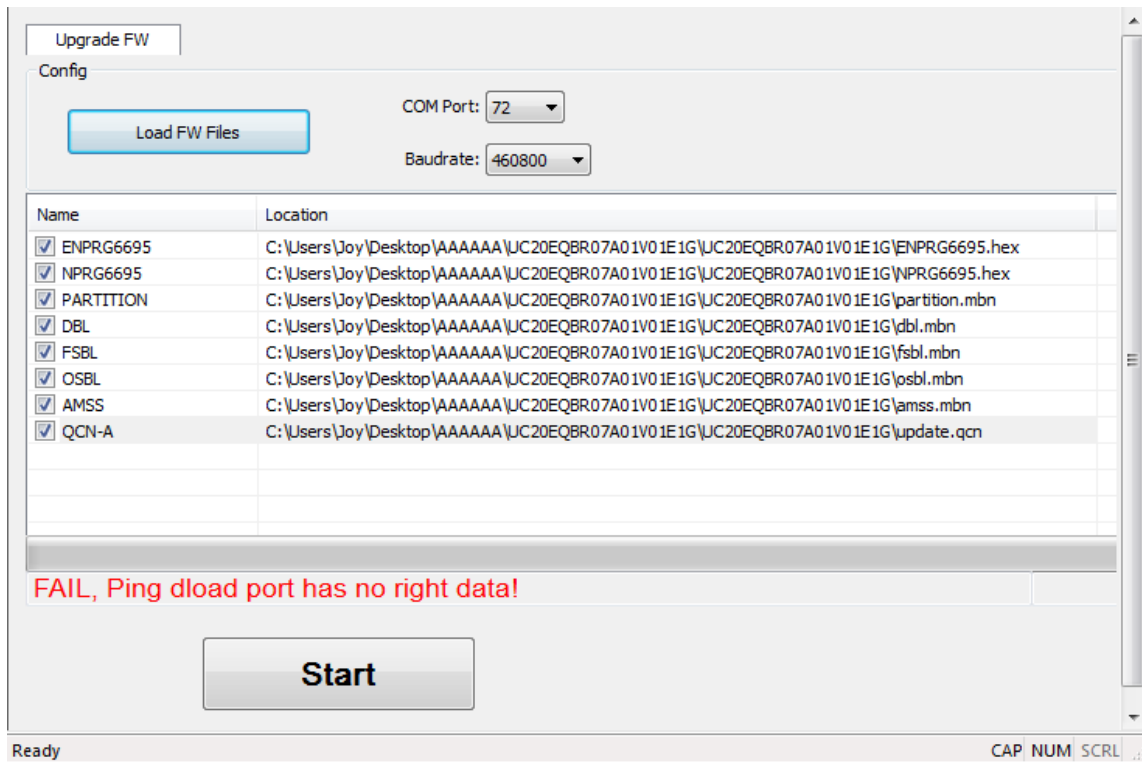 Upgrade FW
Config
Load FW Files
COM Port: 72
Baudrate: 460800
Name Location
ENPRG6695 C:\Users\Joy\Desktop\AAAAAA\UC20EQBR07A01V01E1G\UC20EQBR07A01V01E1G\ENPRG6695.hex
NPRG6695 C:\Users\Joy\Desktop\AAAAAA\UC20EQBR07A01V01E1G\UC20EQBR07A01V01E1G\NPRG6695.hex
PARTITION C:\Users\Joy\Desktop\AAAAAA\UC20EQBR07A01V01E1G\UC20EQBR07A01V01E1G\partition.mbn
DBL C:\Users\Joy\Desktop\AAAAAA\UC20EQBR07A01V01E1G\UC20EQBR07A01V01E1G\dbl.mbn
FSBL C:\Users\Joy\Desktop\AAAAAA\UC20EQBR07A01V01E1G\UC20EQBR07A01V01E1G\fsbl.mbn
OSBL C:\Users\Joy\Desktop\AAAAAA\UC20EQBR07A01V01E1G\UC20EQBR07A01V01E1G\osbl.mbn
AMSS C:\Users\Joy\Desktop\AAAAAA\UC20EQBR07A01V01E1G\UC20EQBR07A01V01E1G\amss.mbn
QCN-A C:\Users\Joy\Desktop\AAAAAA\UC20EQBR07A01V01E1G\UC20EQBR07A01V01E1G\update.qcn
FAIL, Ping dload port has no right data!
Start
Ready CAP NUM SCRL